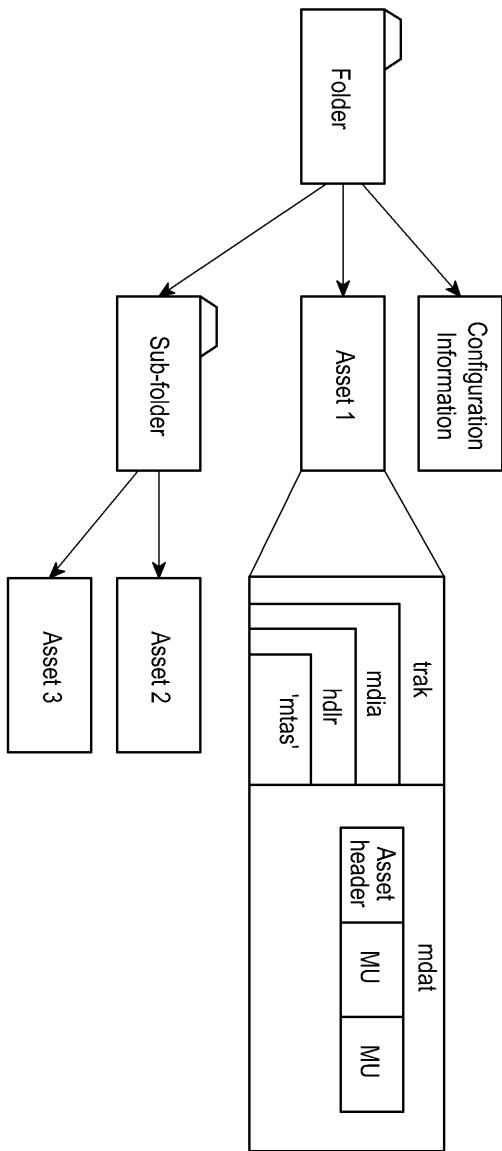 Folder
Configuration
Information
Asset 1
Sub-folder
trak
mdia
hdlr
'mtas'
mdat
Asset
header
MU
MU
Asset 2
Asset 3